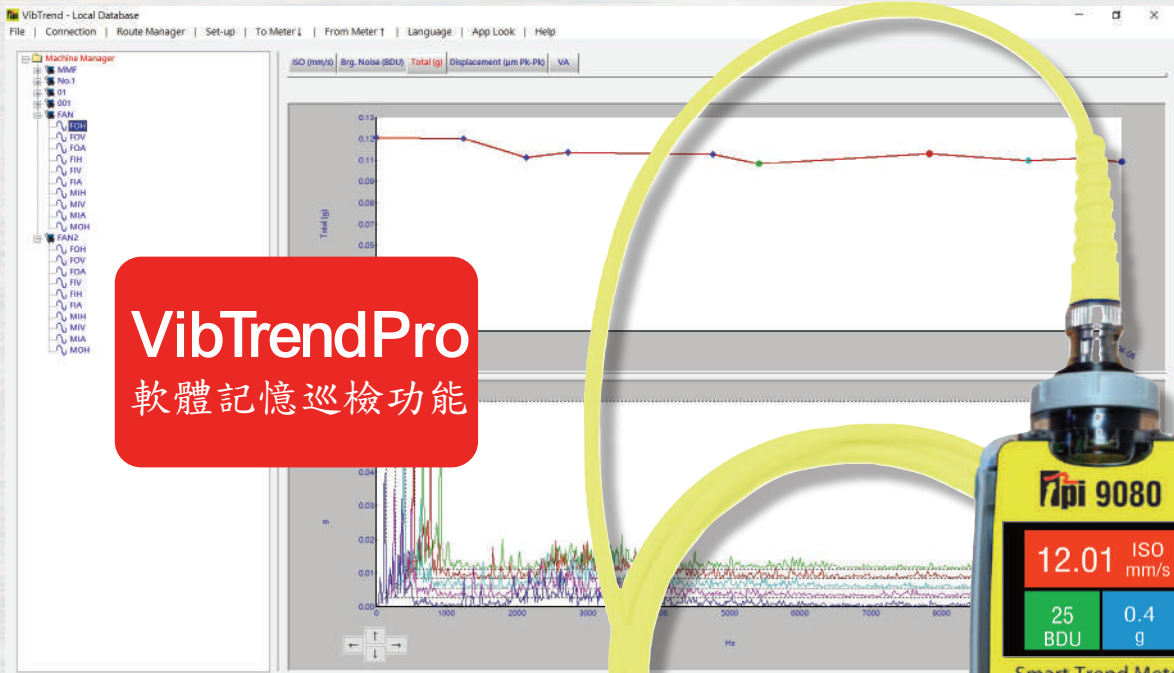 VibTrend - Local Database
File | Connection | Route Manager | Set-up | To Meter↓ | From Meter↑ | Language | App Look | Help
Machine Manager
MMF
No.1
01
001
FAN
FOH
FOV
FOA
FIH
FIV
FIA
MIH
MIV
MIA
MOH
FAN2
FOH
FOV
FOA
FIV
FIH
FIA
MIH
MIV
MIA
MOH
ISO (mm/s) Brg. Noise (BDU) Total (g) Displacement (µm Pk-Pk) VA
0.13
0.12
0.11
0.09
0.08
0.07
0.05
Total (g)
VibTrendPro
軟體記憶巡檢功能
0.04
0.03
0.02
0.01
0.00
g
0 1000 2000 3000 5000 6000 7000 8000
Hz
tpi 9080
12.01 ISO mm/s
25 BDU
0.4 g